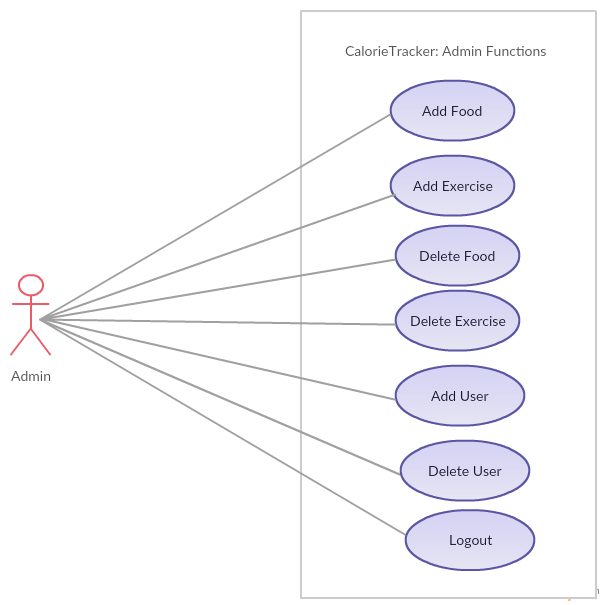 CalorieTracker: Admin Functions
Add Food
Add Exercise
Delete Food
Delete Exercise
Admin
Add User
Delete User
Logout